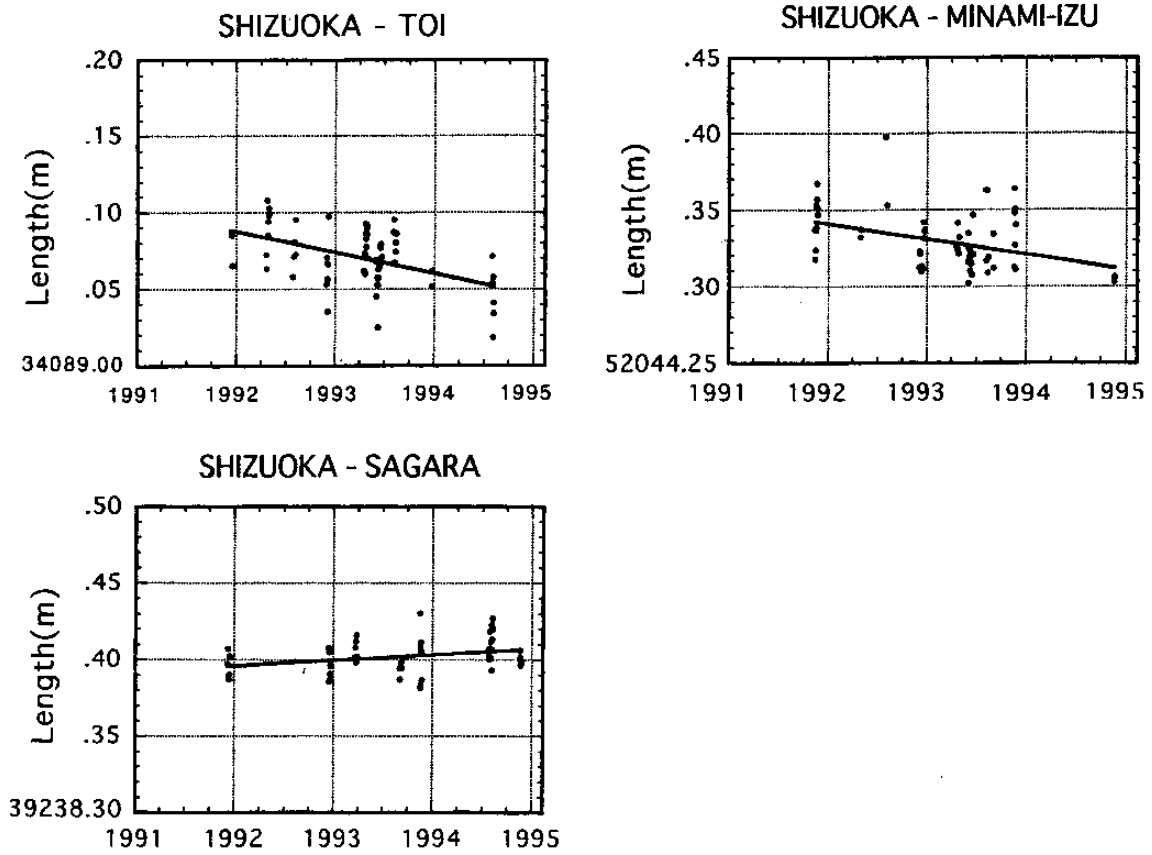 SHIZUOKA - TOI
.20
.15
.10
.05
34089.00
Length(m)
1991 1992 1993 1994 1995
SHIZUOKA - MINAMI-IZU
.45
.40
.35
.30
52044.25
Length(m)
1991 1992 1993 1994 1995
SHIZUOKA - SAGARA
.50
.45
.40
.35
39238.30
Length(m)
1991 1992 1993 1994 1995